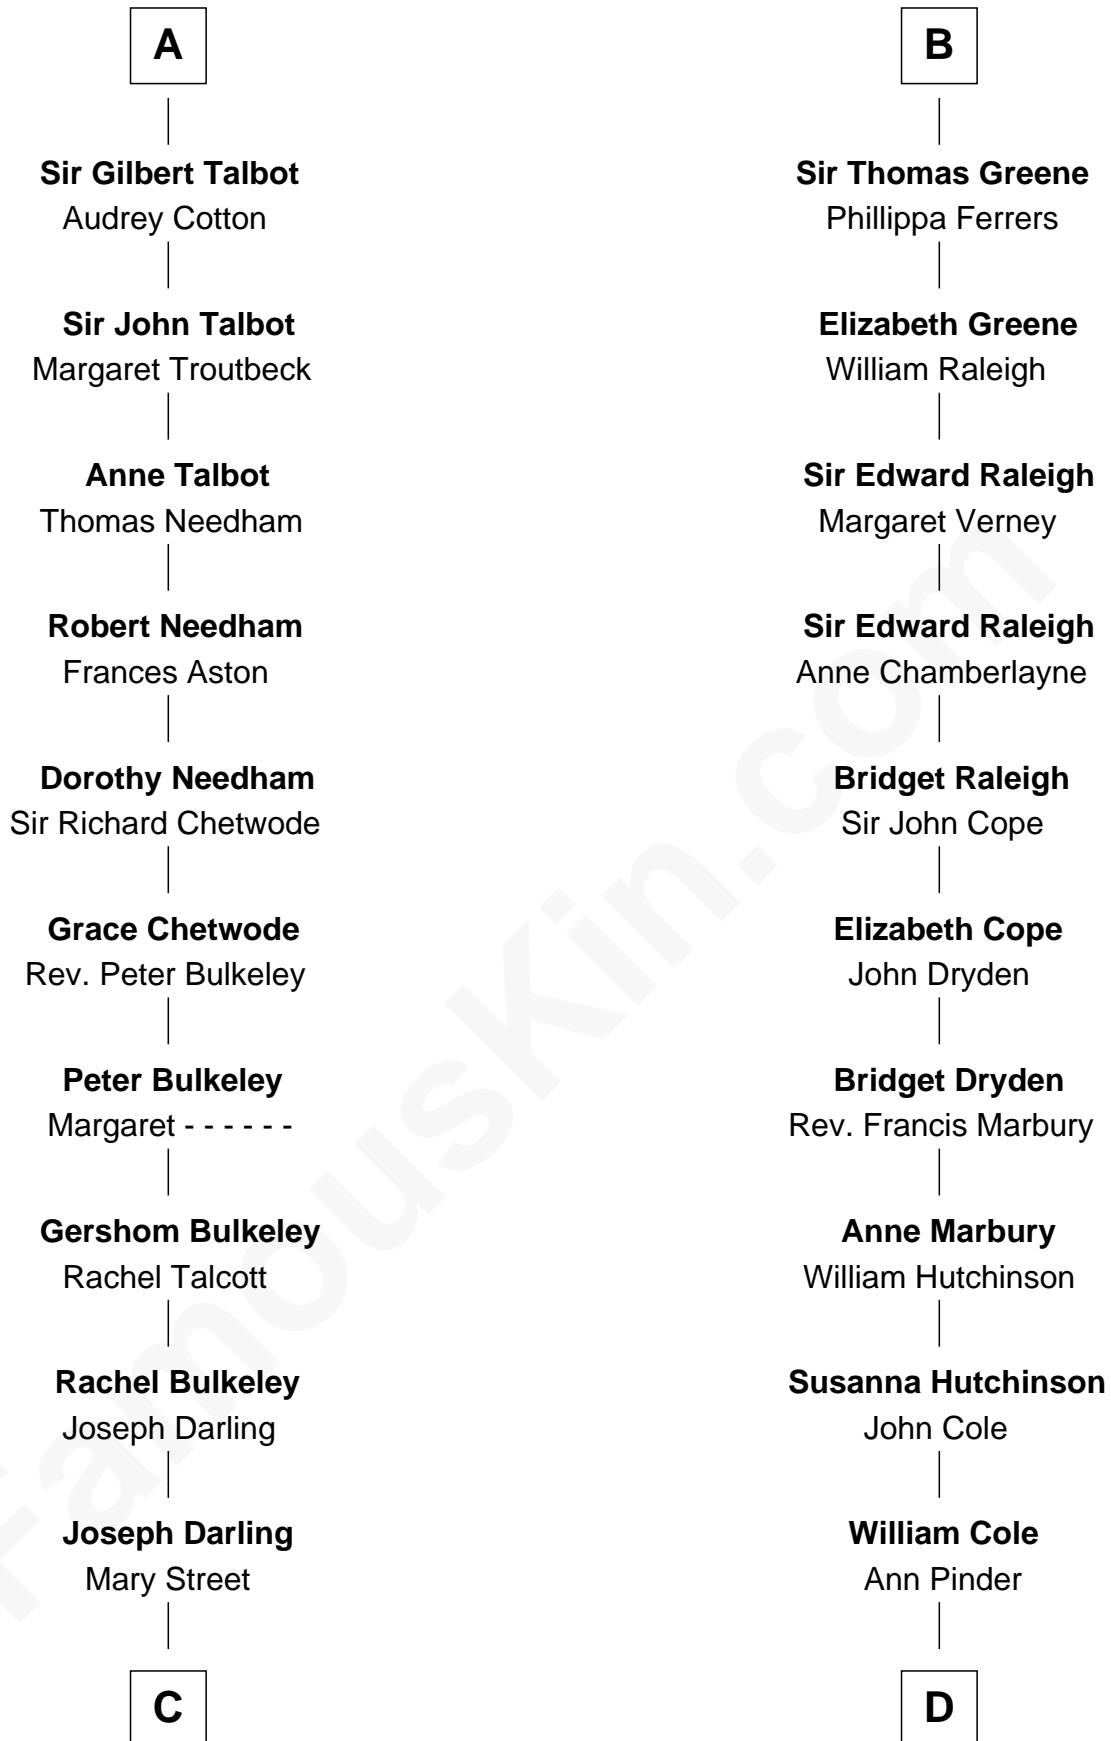 A
Sir Gilbert Talbot
Audrey Cotton
Sir John Talbot
Margaret Troutbeck
Anne Talbot
Thomas Needham
Robert Needham
Frances Aston
Dorothy Needham
Sir Richard Chetwode
Grace Chetwode
Rev. Peter Bulkeley
Peter Bulkeley
Margaret - - - - - -
Gershom Bulkeley
Rachel Talcott
Rachel Bulkeley
Joseph Darling
Joseph Darling
Mary Street
C
B
Sir Thomas Greene
Phillippa Ferrers
Elizabeth Greene
William Raleigh
Sir Edward Raleigh
Margaret Verney
Sir Edward Raleigh
Anne Chamberlayne
Bridget Raleigh
Sir John Cope
Elizabeth Cope
John Dryden
Bridget Dryden
Rev. Francis Marbury
Anne Marbury
William Hutchinson
Susanna Hutchinson
John Cole
William Cole
Ann Pinder
D
FamousKin.com